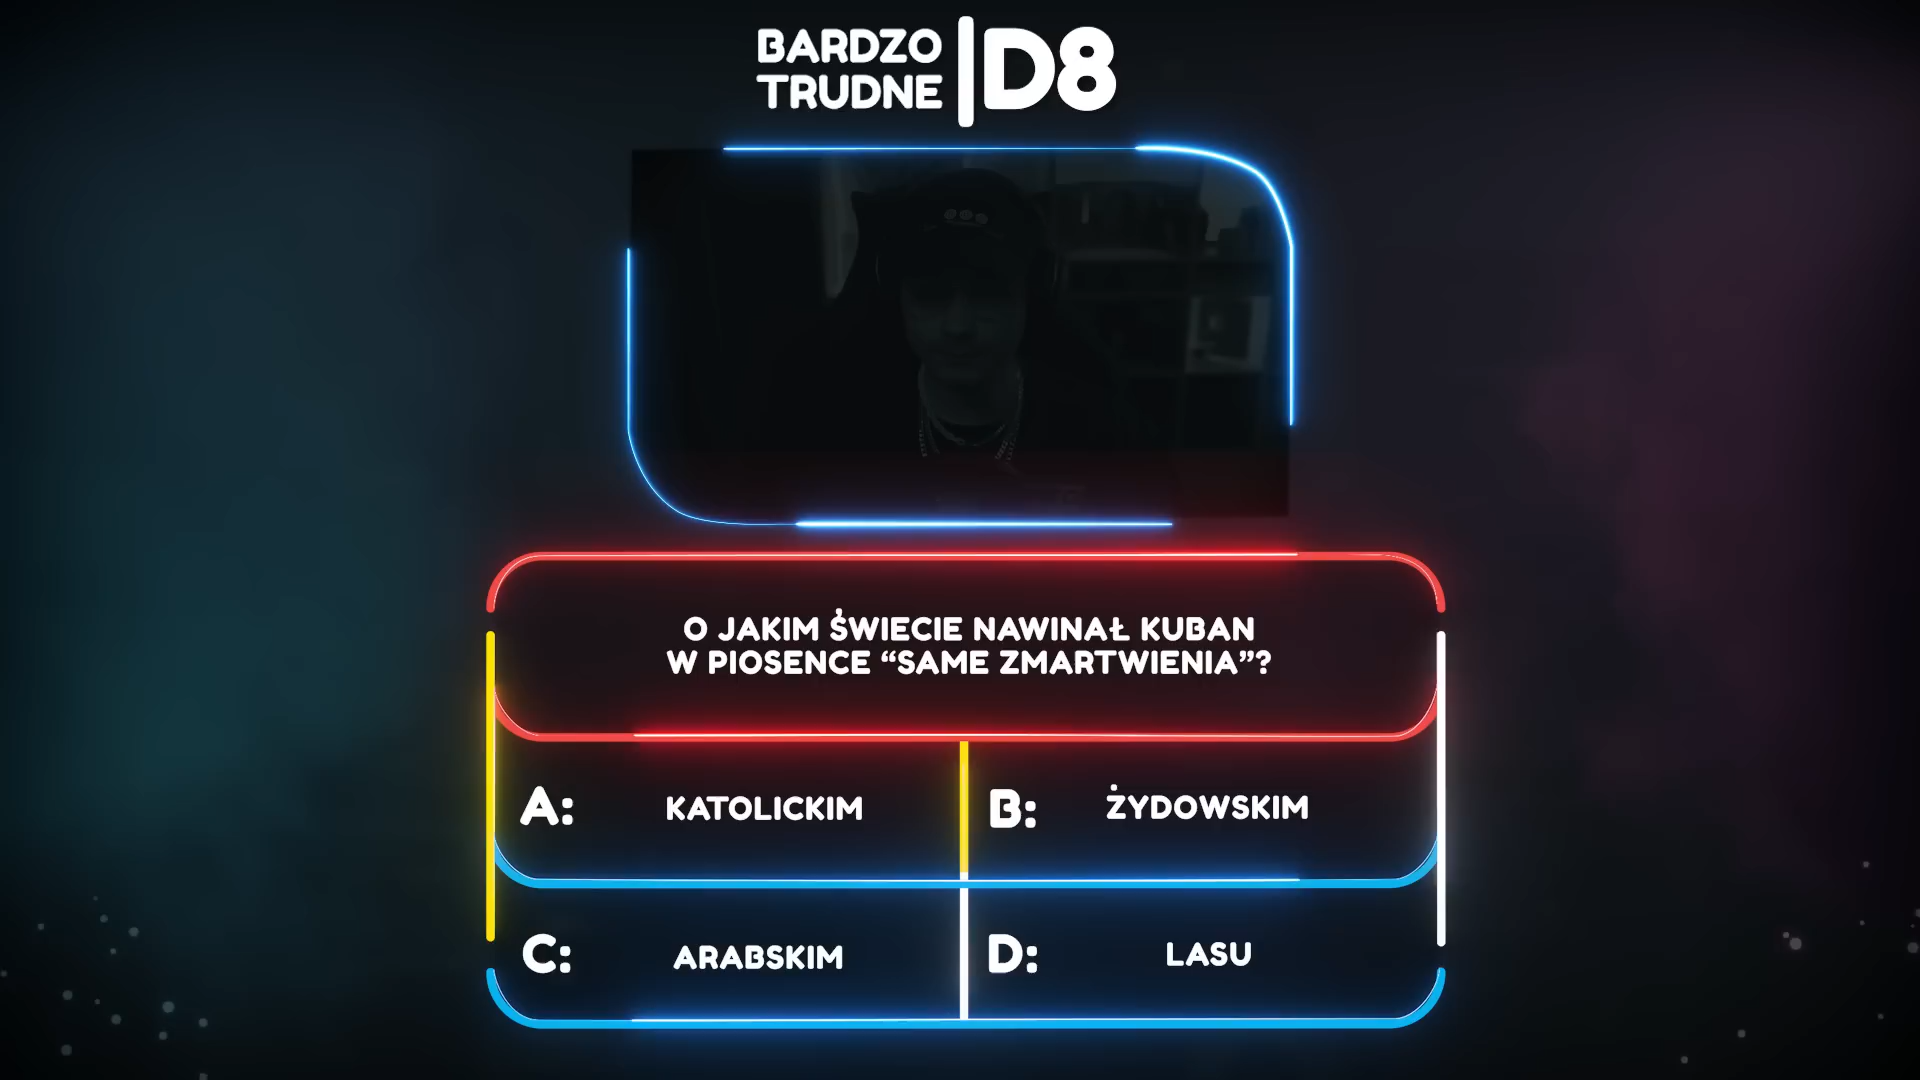 BARDZO
TRUDNE
D8
O JAKIM ŚWIECIE NAWINAŁ KUBAN
W PIOSENCE “SAME ZMARTWIENIA”?
A: KATOLICKIM
B: ŻYDOWSKIM
C: ARABSKIM
D: LASU